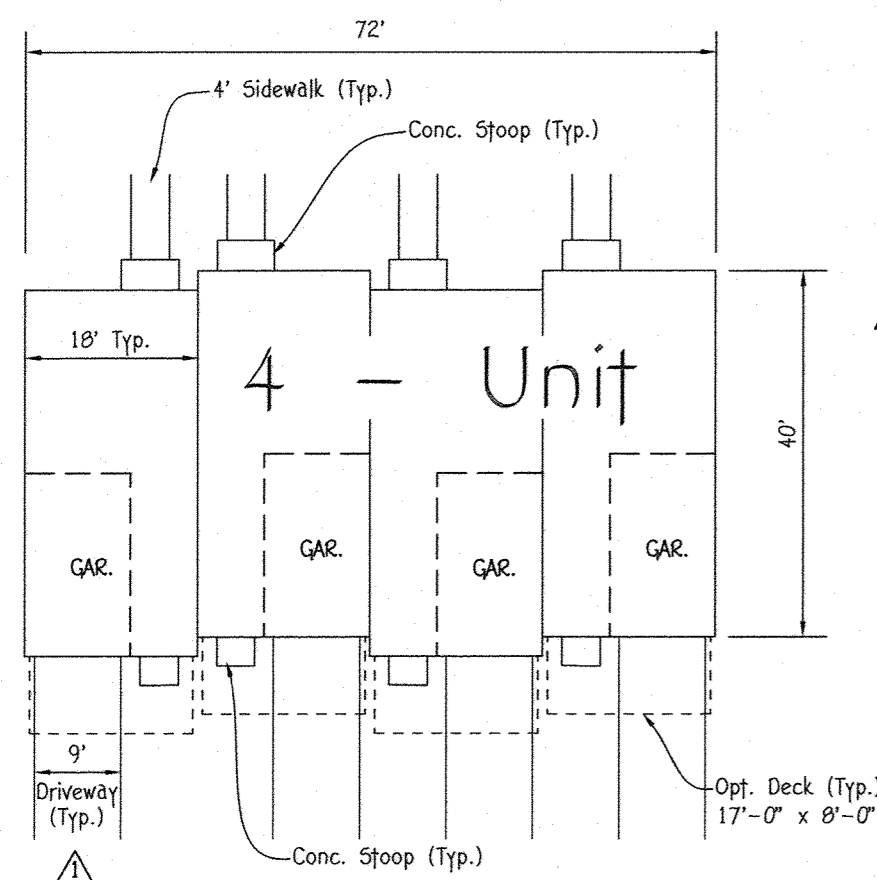 72'
4' Sidewalk (Typ.)
Conc. Stoop (Typ.)
18' Typ.
4 - Unit
40'
GAR.
GAR.
GAR.
GAR.
9'
Driveway
(Typ.)
Opt. Deck (Typ.)
17'-0" x 8'-0"
Conc. Stoop (Typ.)
1